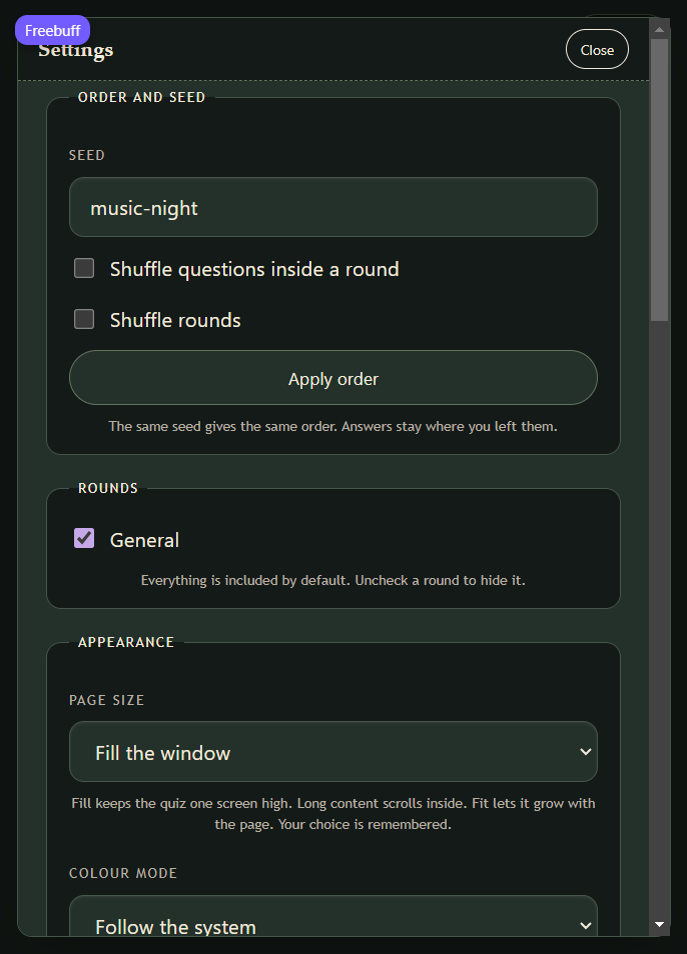 Freebuff
Settings
Close
ORDER AND SEED
SEED
music-night
Shuffle questions inside a round
Shuffle rounds
Apply order
The same seed gives the same order. Answers stay where you left them.
ROUNDS
General
Everything is included by default. Uncheck a round to hide it.
APPEARANCE
PAGE SIZE
Fill the window
Fill keeps the quiz one screen high. Long content scrolls inside. Fit lets it grow with
the page. Your choice is remembered.
COLOUR MODE
Follow the system